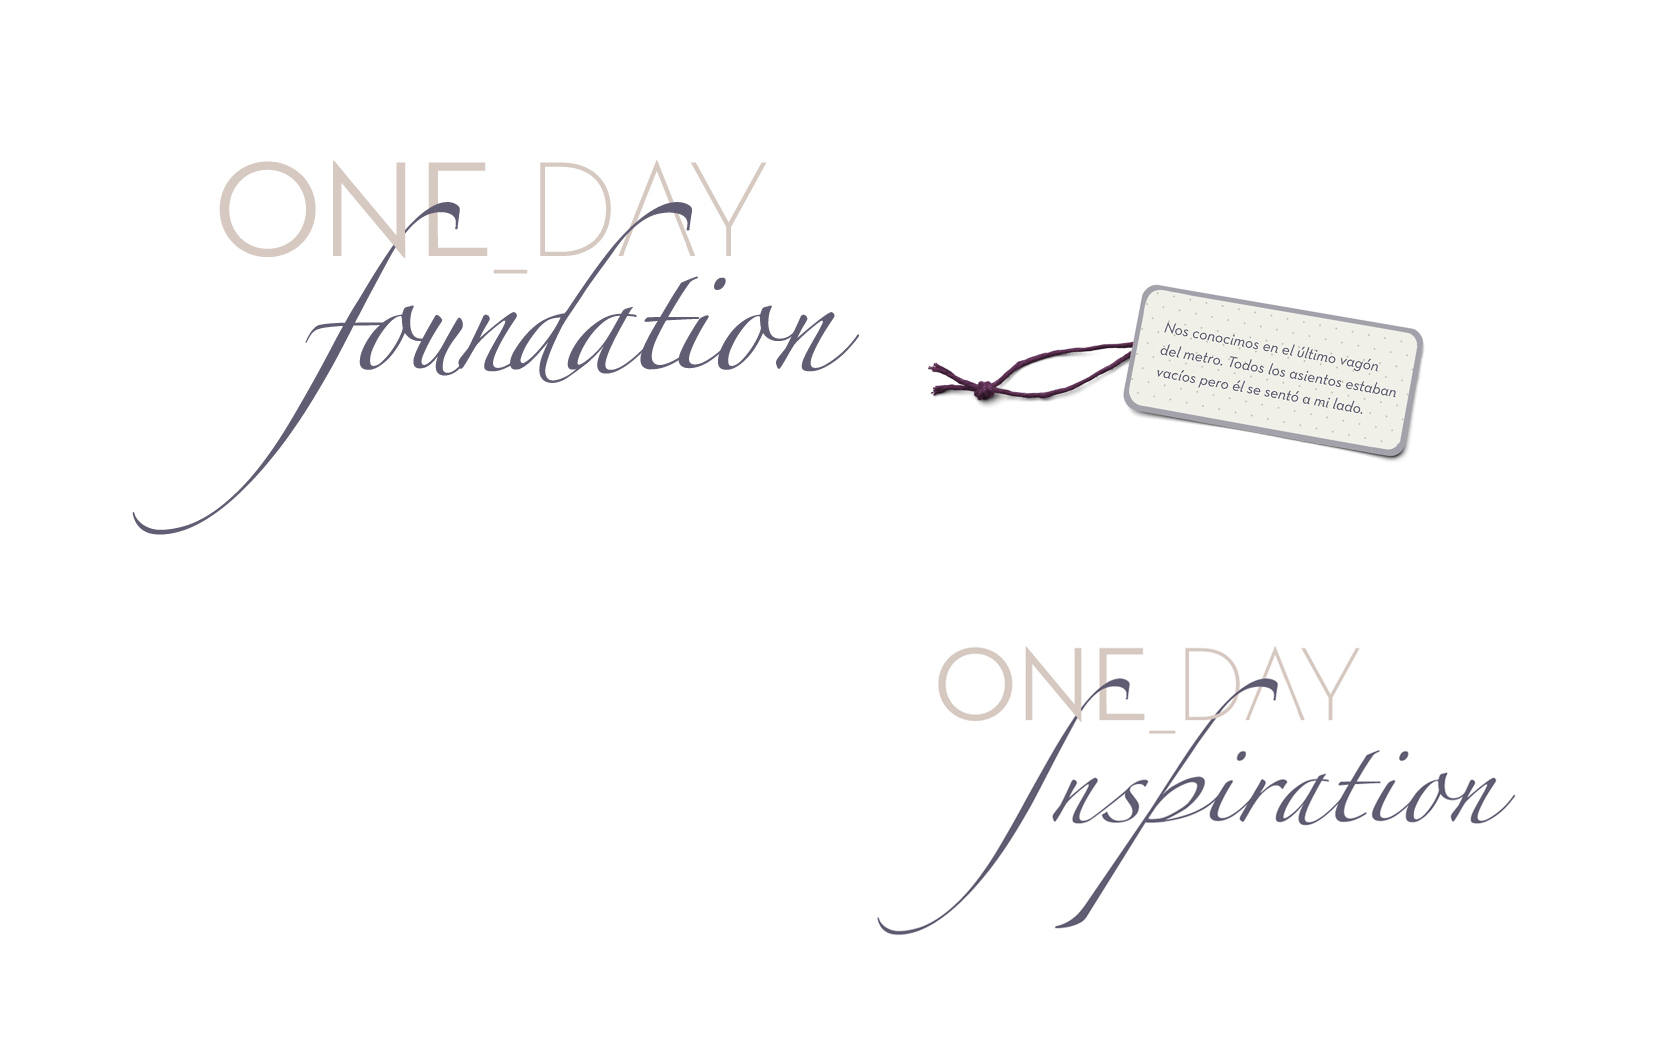 ONE_DAY
foundation
Nos conocimos en el último vagón
del metro. Todos los asientos estaban
vacíos pero él se sentó a mi lado.
ONE_DAY
Inspiration